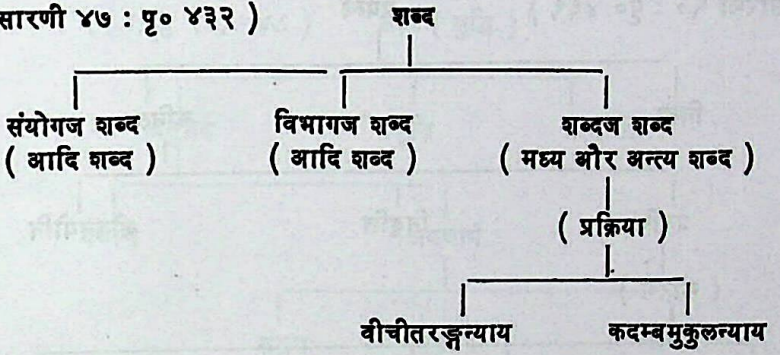 सारणी ४७ : पृ० ४३२ ) शब्द
संयोगज शब्द विभागज शब्द शब्दज शब्द
( आदि शब्द ) ( आदि शब्द ) ( मध्य और अन्त्य शब्द )
( प्रक्रिया )
वीचीतरङ्गन्याय कदम्बमुकुलन्याय